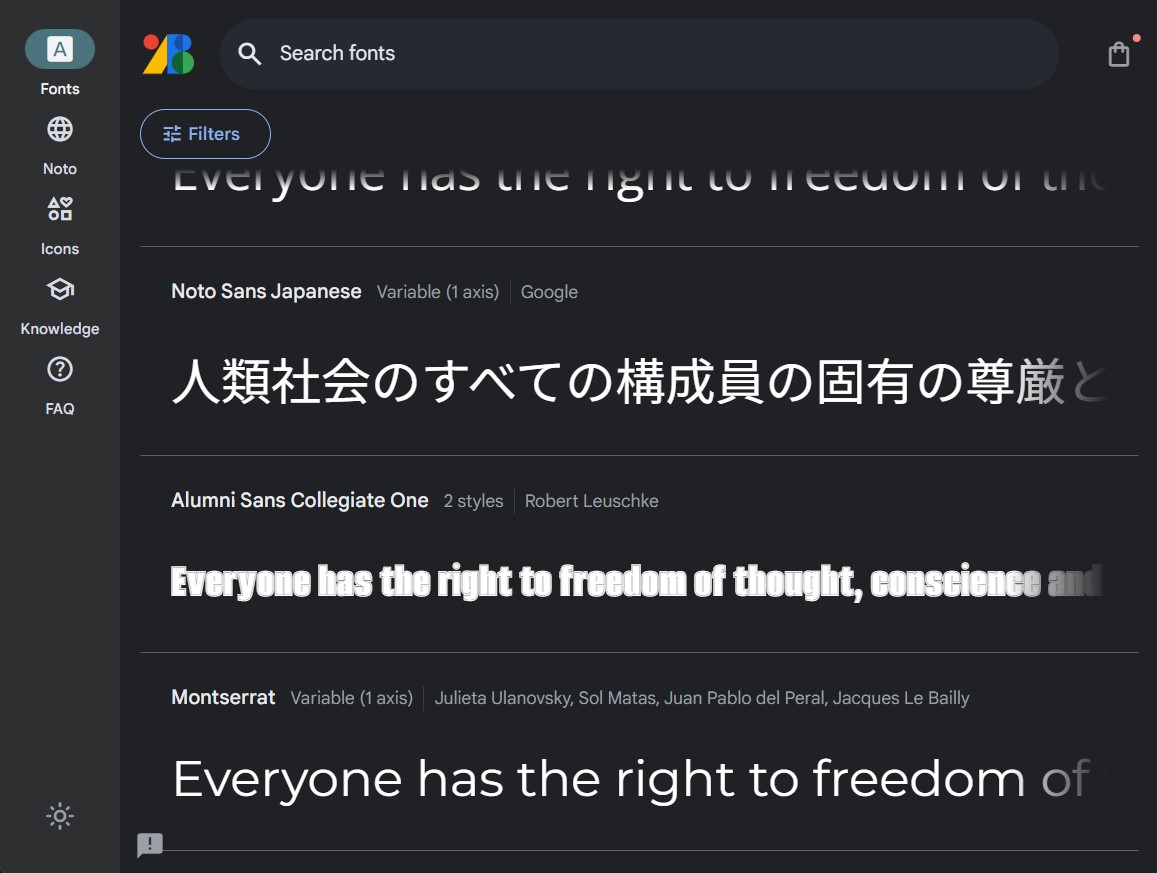 Fonts
Noto
Icons
Knowledge
FAQ
Search fonts
Filters
Everyone has the right to freedom of
Noto Sans Japanese Variable (1 axis) Google
人類社会のすべての構成員の固有の尊厳と
Alumni Sans Collegiate One 2 styles Robert Leuschke
Everyone has the right to freedom of thought, conscience and
Montserrat Variable (1 axis) Julieta Ulanovsky, Sol Matas, Juan Pablo del Peral, Jacques Le Bailly
Everyone has the right to freedom of